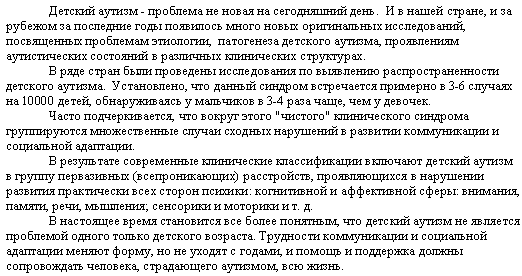 Детский аутизм - проблема не новая на сегодняшний день.  И в нашей стране, и за
рубежом за последние годы появилось много новых оригинальных исследований,
посвященных проблемам этиологии,  патогенеза детского аутизма, проявлениям
аутистических состояний в различных клинических структурах.
В ряде стран были проведены исследования по выявлению распространенности
детского аутизма.  Установлено, что данный синдром встречается примерно в 3-6 случаях
на 10000 детей, обнаруживаясь у мальчиков в 3-4 раза чаще, чем у девочек.
Часто подчеркивается, что вокруг этого "чистого" клинического синдрома
группируются множественные случаи сходных нарушений в развитии коммуникации и
социальной адаптации.
В результате современные клинические классификации включают детский аутизм
в группу первазивных (всепроникающих) расстройств, проявляющихся в нарушении
развития практически всех сторон психики: когнитивной и аффективной сферы: внимания,
памяти, речи, мышления; сенсорики и моторики и т. д.
В настоящее время становится все более понятным, что детский аутизм не является
проблемой одного только детского возраста. Трудности коммуникации и социальной
адаптации меняют форму, но не уходят с годами, и помощь и поддержка должны
сопровождать человека, страдающего аутизмом, всю жизнь.